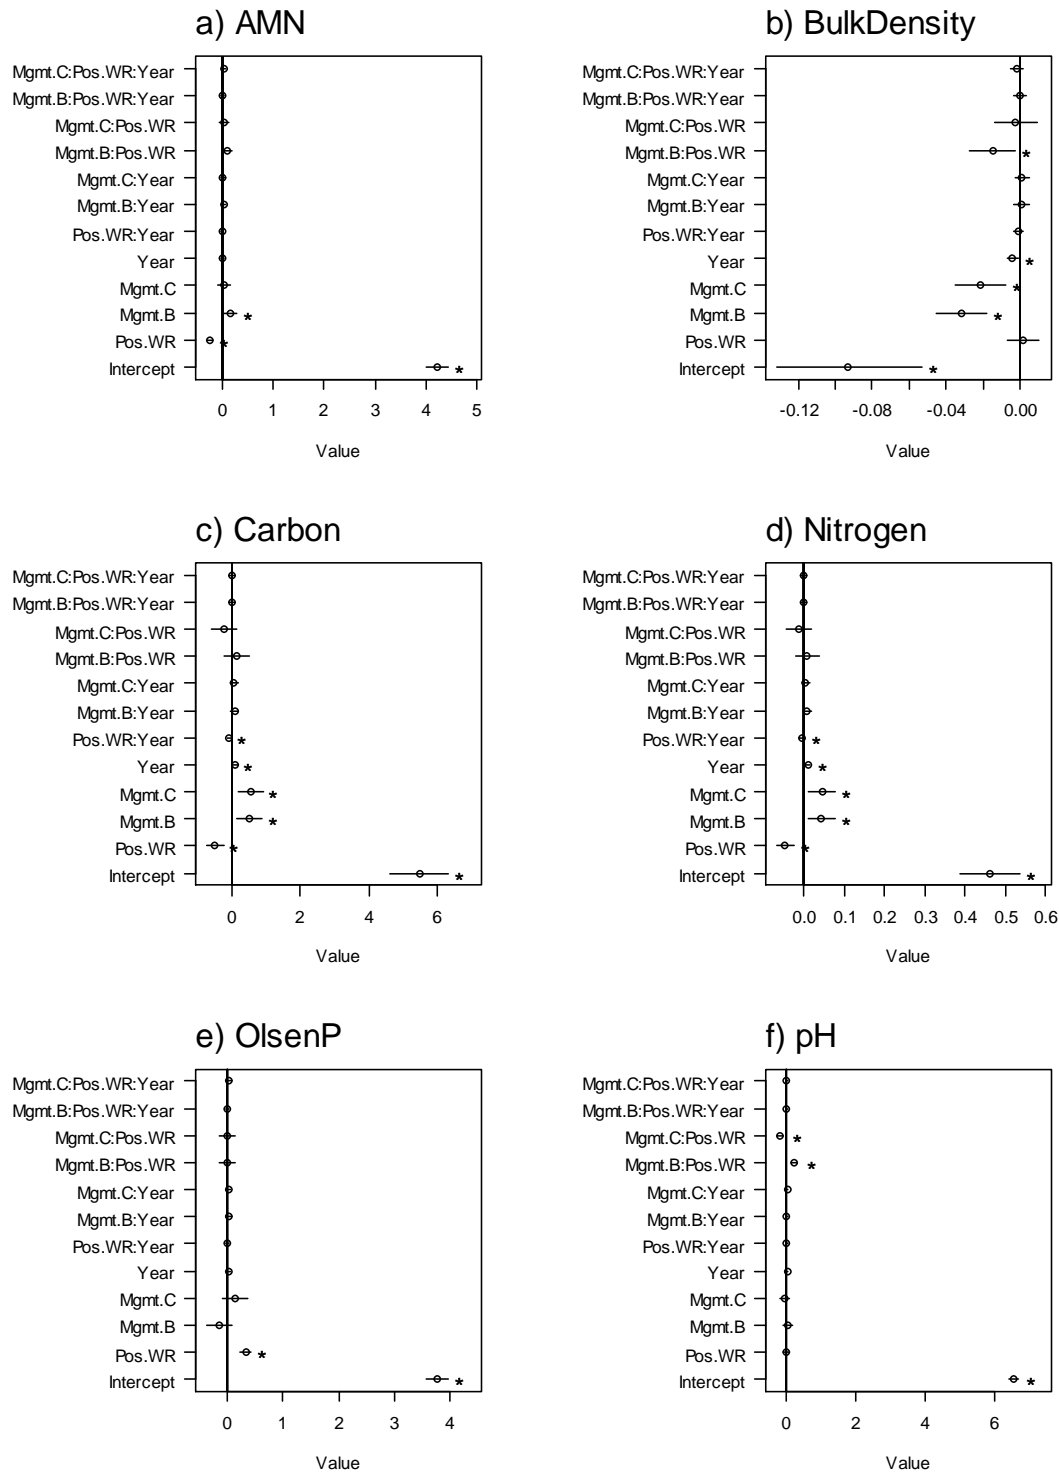 a) AMN
Mgmt.C:Pos.WR:Year
Mgmt.B:Pos.WR:Year
Mgmt.C:Pos.WR
Mgmt.B:Pos.WR
Mgmt.C:Year
Mgmt.B:Year
Pos.WR:Year
Year
Mgmt.C
Mgmt.B
*
Pos.WR
*
Intercept
*
0 1 2 3 4 5
Value
b) BulkDensity
Mgmt.C:Pos.WR:Year
Mgmt.B:Pos.WR:Year
Mgmt.C:Pos.WR
Mgmt.B:Pos.WR
*
Mgmt.C:Year
Mgmt.B:Year
Pos.WR:Year
Year
*
Mgmt.C
*
Mgmt.B
*
Pos.WR
Intercept
*
-0.12 -0.08 -0.04 0.00
Value
c) Carbon
Mgmt.C:Pos.WR:Year
Mgmt.B:Pos.WR:Year
Mgmt.C:Pos.WR
Mgmt.B:Pos.WR
Mgmt.C:Year
Mgmt.B:Year
Pos.WR:Year
*
Year
*
Mgmt.C
*
Mgmt.B
*
Pos.WR
*
Intercept
*
0 2 4 6
Value
d) Nitrogen
Mgmt.C:Pos.WR:Year
Mgmt.B:Pos.WR:Year
Mgmt.C:Pos.WR
Mgmt.B:Pos.WR
Mgmt.C:Year
Mgmt.B:Year
Pos.WR:Year
*
Year
*
Mgmt.C
*
Mgmt.B
*
Pos.WR
*
Intercept
*
0.0 0.1 0.2 0.3 0.4 0.5 0.6
Value
e) OlsenP
Mgmt.C:Pos.WR:Year
Mgmt.B:Pos.WR:Year
Mgmt.C:Pos.WR
Mgmt.B:Pos.WR
Mgmt.C:Year
Mgmt.B:Year
Pos.WR:Year
Year
Mgmt.C
Mgmt.B
Pos.WR
*
Intercept
*
0 1 2 3 4
Value
f) pH
Mgmt.C:Pos.WR:Year
Mgmt.B:Pos.WR:Year
Mgmt.C:Pos.WR
*
Mgmt.B:Pos.WR
*
Mgmt.C:Year
Mgmt.B:Year
Pos.WR:Year
Year
Mgmt.C
Mgmt.B
Pos.WR
Intercept
*
0 2 4 6
Value